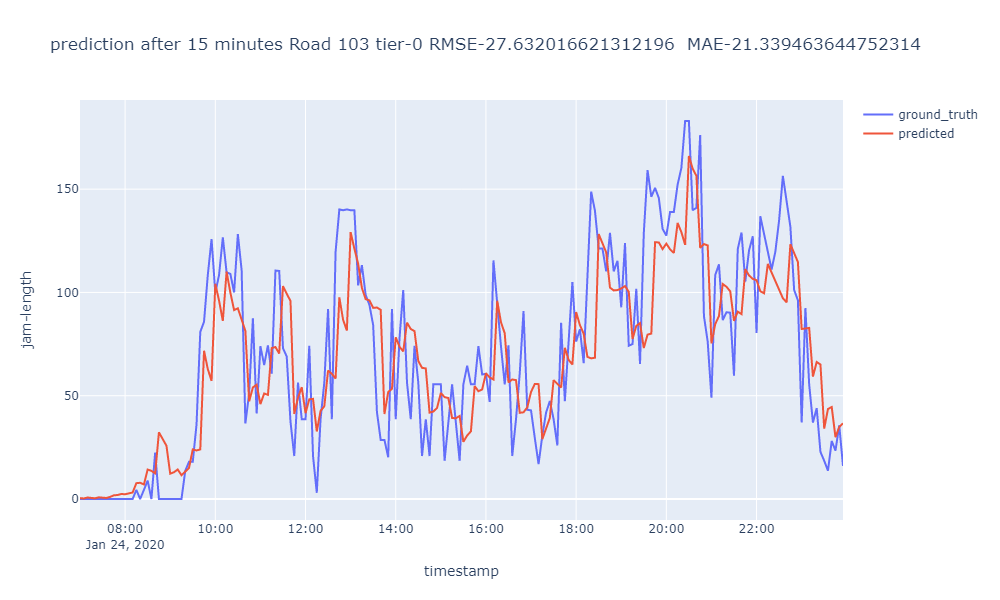 prediction after 15 minutes Road 103 tier-0 RMSE-27.632016621312196  MAE-21.339463644752314
ground_truth
predicted
150
100
50
0
jam-length
08:00 10:00 12:00 14:00 16:00 18:00 20:00 22:00
Jan 24, 2020
timestamp